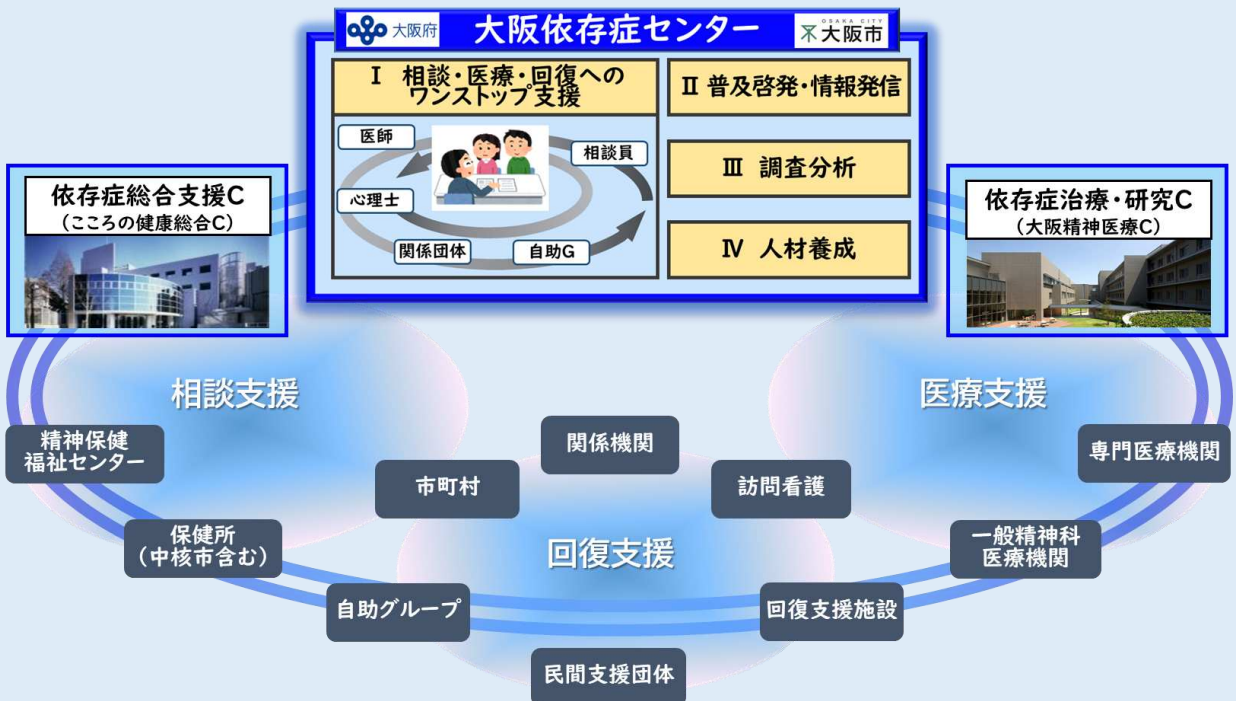 大阪府
大阪依存症センター
OSAKA CITY
大阪市
Ⅰ 相談・医療・回復への
ワンストップ支援
医師
相談員
心理士
関係団体
自助G
Ⅱ 普及啓発・情報発信
Ⅲ 調査分析
Ⅳ 人材養成
依存症総合支援C
(こころの健康総合C)
依存症治療・研究C
(大阪精神医療C)
相談支援
医療支援
精神保健
福祉センター
市町村
関係機関
訪問看護
専門医療機関
保健所
(中核市含む)
回復支援
一般精神科
医療機関
自助グループ
回復支援施設
民間支援団体